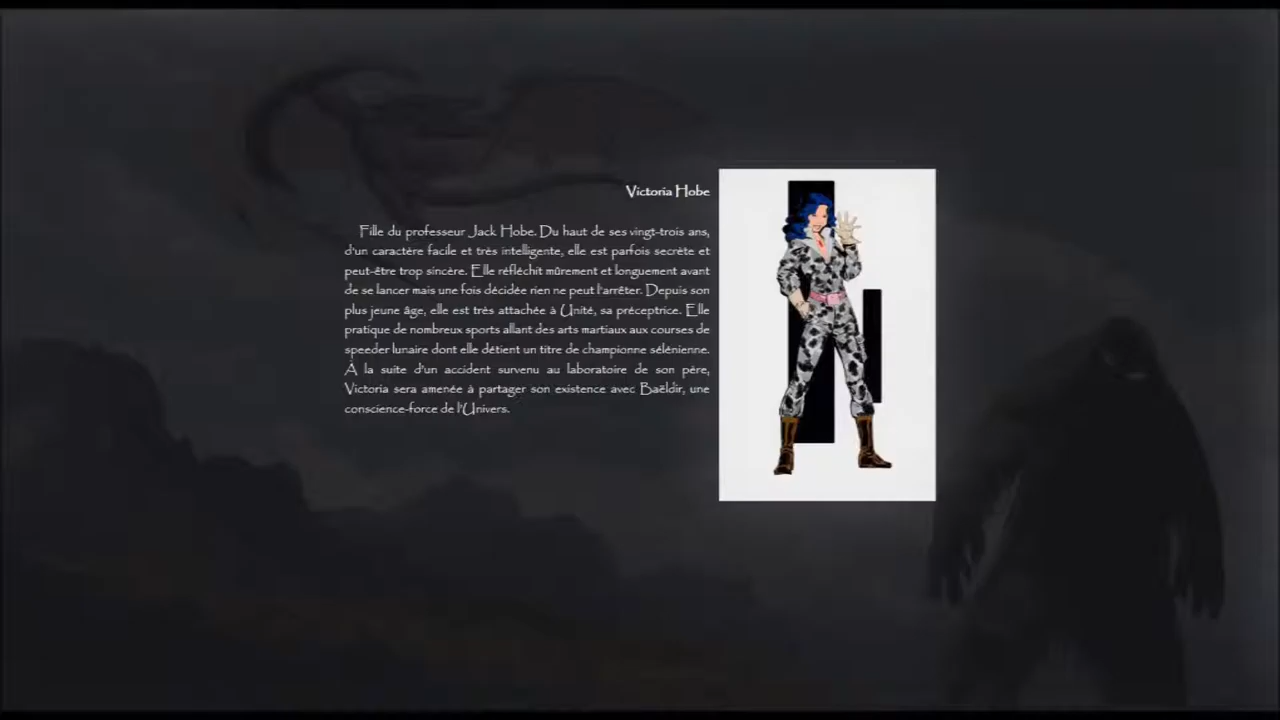 Victoria Hobe
Fille du professeur Jack Hobe. Du haut de ses vingt-trois ans,
d'un caractère facile et très intelligente, elle est parfois secrète et
peut-être trop sincère. Elle réfléchit mûrement et longuement avant
de se lancer mais une fois décidée rien ne peut l'arrêter. Depuis son
plus jeune âge, elle est très attachée à Unité, sa préceptrice. Elle
pratique de nombreux sports allant des arts martiaux aux courses de
speeder lunaire dont elle détient un titre de championne sélénienne.
À la suite d'un accident survenu au laboratoire de son père,
Victoria sera amenée à partager son existence avec Baëldir, une
conscience-force de l'Univers.